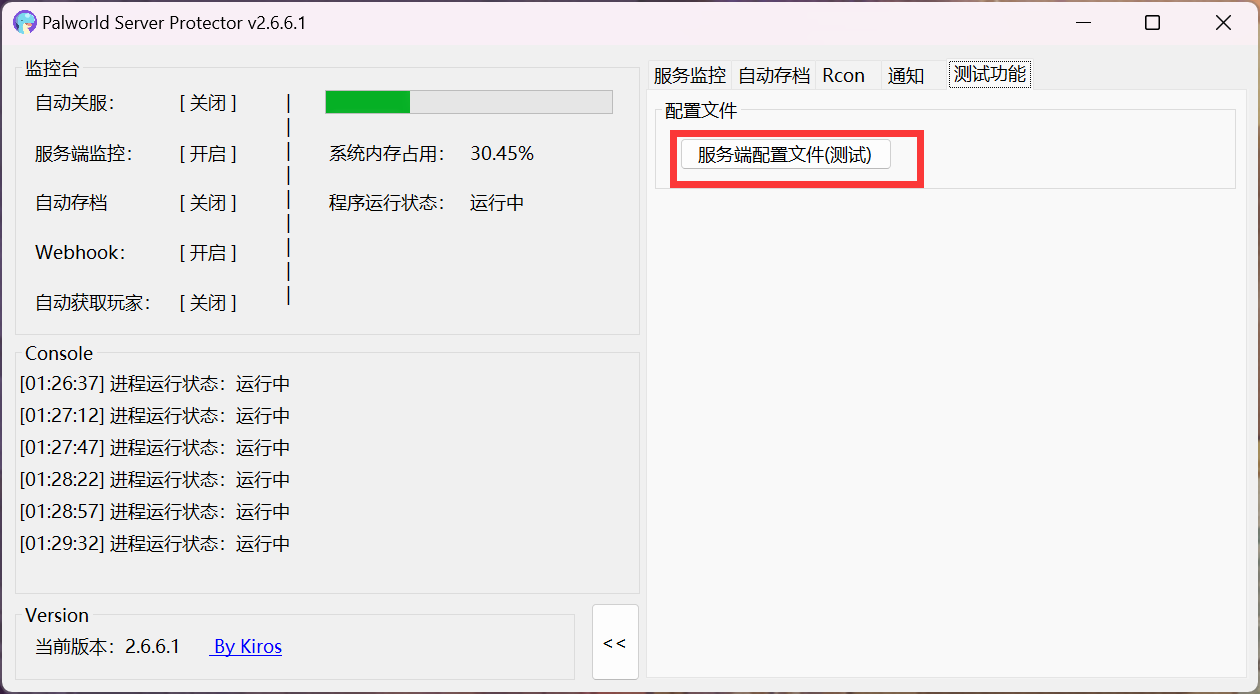 Palworld Server Protector v2.6.6.1
监控台
自动关服： [ 关闭 ]
服务端监控： [ 开启 ] 系统内存占用： 30.45%
自动存档 [ 关闭 ] 程序运行状态： 运行中
Webhook： [ 开启 ]
自动获取玩家： [ 关闭 ]
Console
[01:26:37] 进程运行状态：运行中
[01:27:12] 进程运行状态：运行中
[01:27:47] 进程运行状态：运行中
[01:28:22] 进程运行状态：运行中
[01:28:57] 进程运行状态：运行中
[01:29:32] 进程运行状态：运行中
Version
当前版本：2.6.6.1 By Kiros
<<
服务监控 自动存档 Rcon 通知 测试功能
配置文件
服务端配置文件(测试)